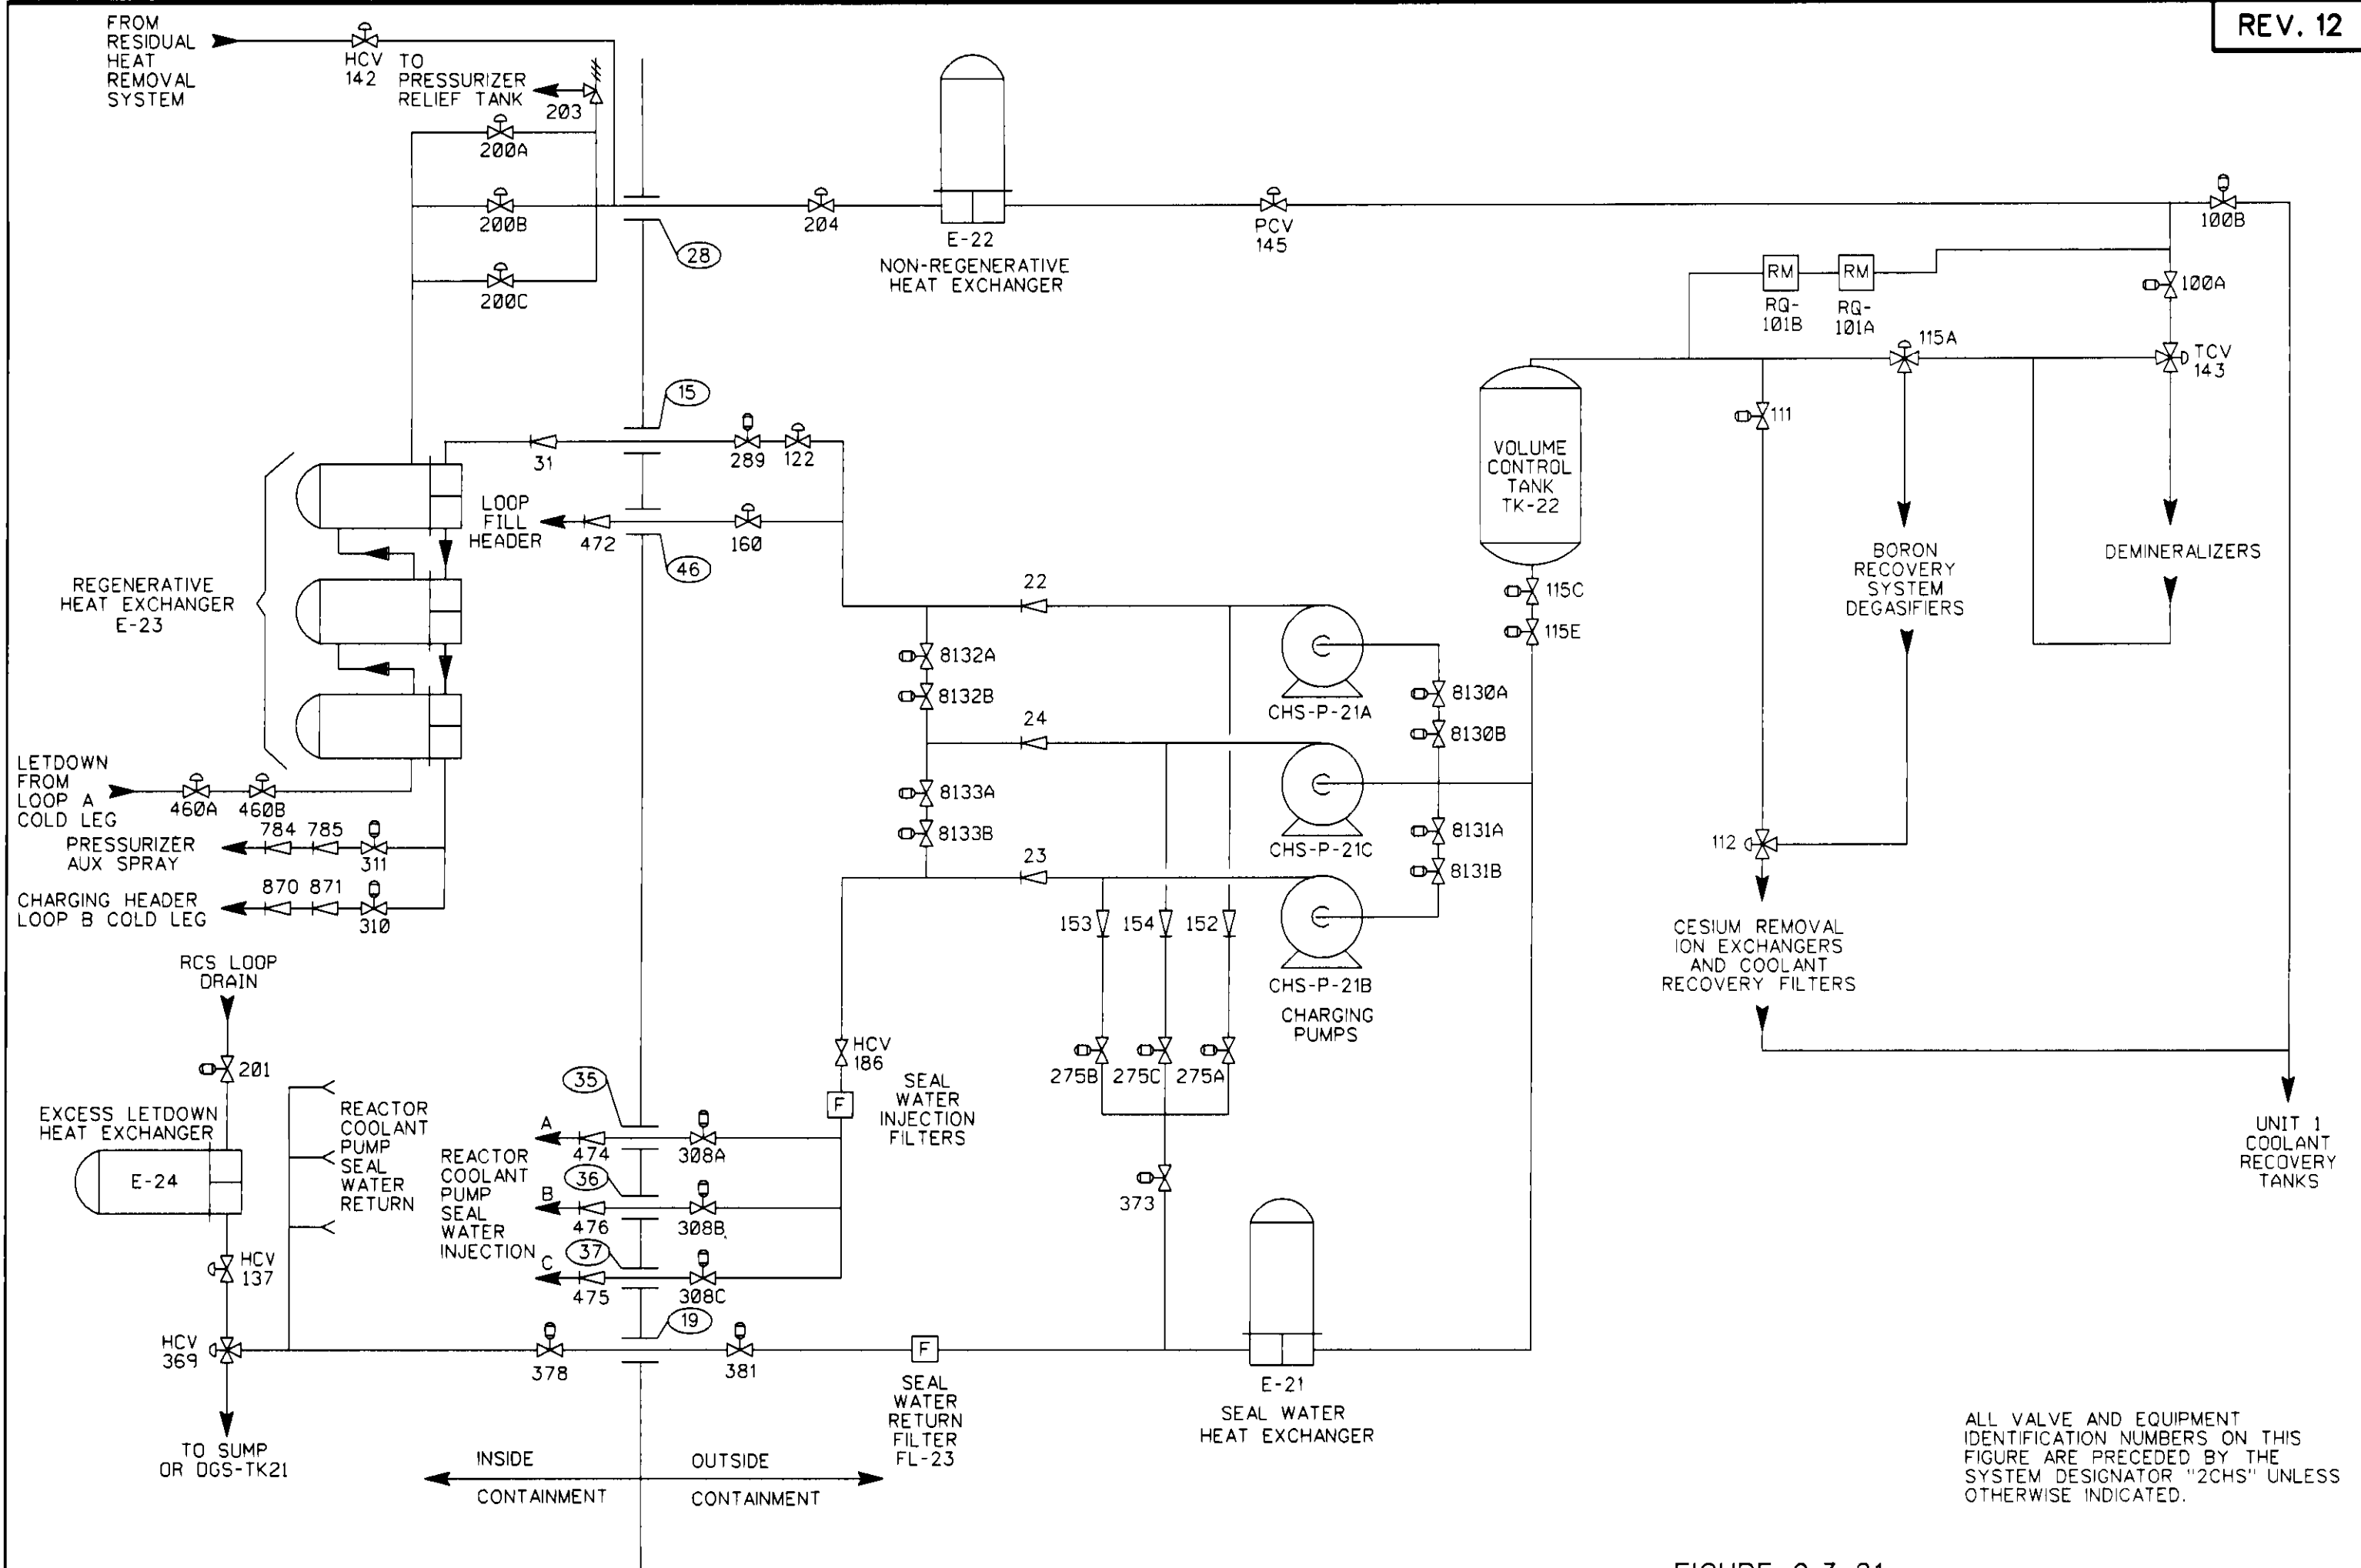 REV. 12
FROM
RESIDUAL
HEAT
REMOVAL
SYSTEM
HCV
142
TO
PRESSURIZER
RELIEF TANK
203
200A
200B
200C
28
204
E-22
NON-REGENERATIVE
HEAT EXCHANGER
PCV
145
100B
RM
RM
RQ-
101B
RQ-
101A
100A
115A
TCV
143
111
15
31
289
122
LOOP
FILL
HEADER
472
160
46
VOLUME
CONTROL
TANK
TK-22
REGENERATIVE
HEAT EXCHANGER
E-23
22
115C
115E
BORON
RECOVERY
SYSTEM
DEGASIFIERS
DEMINERALIZERS
8132A
8132B
CHS-P-21A
8130A
8130B
24
LETDOWN
FROM
LOOP A
COLD LEG
460A
460B
8133A
8133B
CHS-P-21C
8131A
8131B
784
785
PRESSURIZER
AUX SPRAY
311
23
112
870
871
CHARGING HEADER
LOOP B COLD LEG
310
153
154
152
CHS-P-21B
CHARGING
PUMPS
CESIUM REMOVAL
ION EXCHANGERS
AND COOLANT
RECOVERY FILTERS
RCS LOOP
DRAIN
201
HCV
186
F
SEAL
WATER
INJECTION
FILTERS
275B
275C
275A
EXCESS LETDOWN
HEAT EXCHANGER
E-24
REACTOR
COOLANT
PUMP
SEAL
WATER
RETURN
35
A
474
308A
REACTOR
COOLANT
PUMP
SEAL
WATER
INJECTION
36
B
476
308B
37
C
475
308C
373
UNIT 1
COOLANT
RECOVERY
TANKS
HCV
137
19
HCV
369
378
381
F
SEAL
WATER
RETURN
FILTER
FL-23
E-21
SEAL WATER
HEAT EXCHANGER
TO SUMP
OR DGS-TK21
INSIDE
CONTAINMENT
OUTSIDE
CONTAINMENT
ALL VALVE AND EQUIPMENT
IDENTIFICATION NUMBERS ON THIS
FIGURE ARE PRECEDED BY THE
SYSTEM DESIGNATOR "2CHS" UNLESS
OTHERWISE INDICATED.